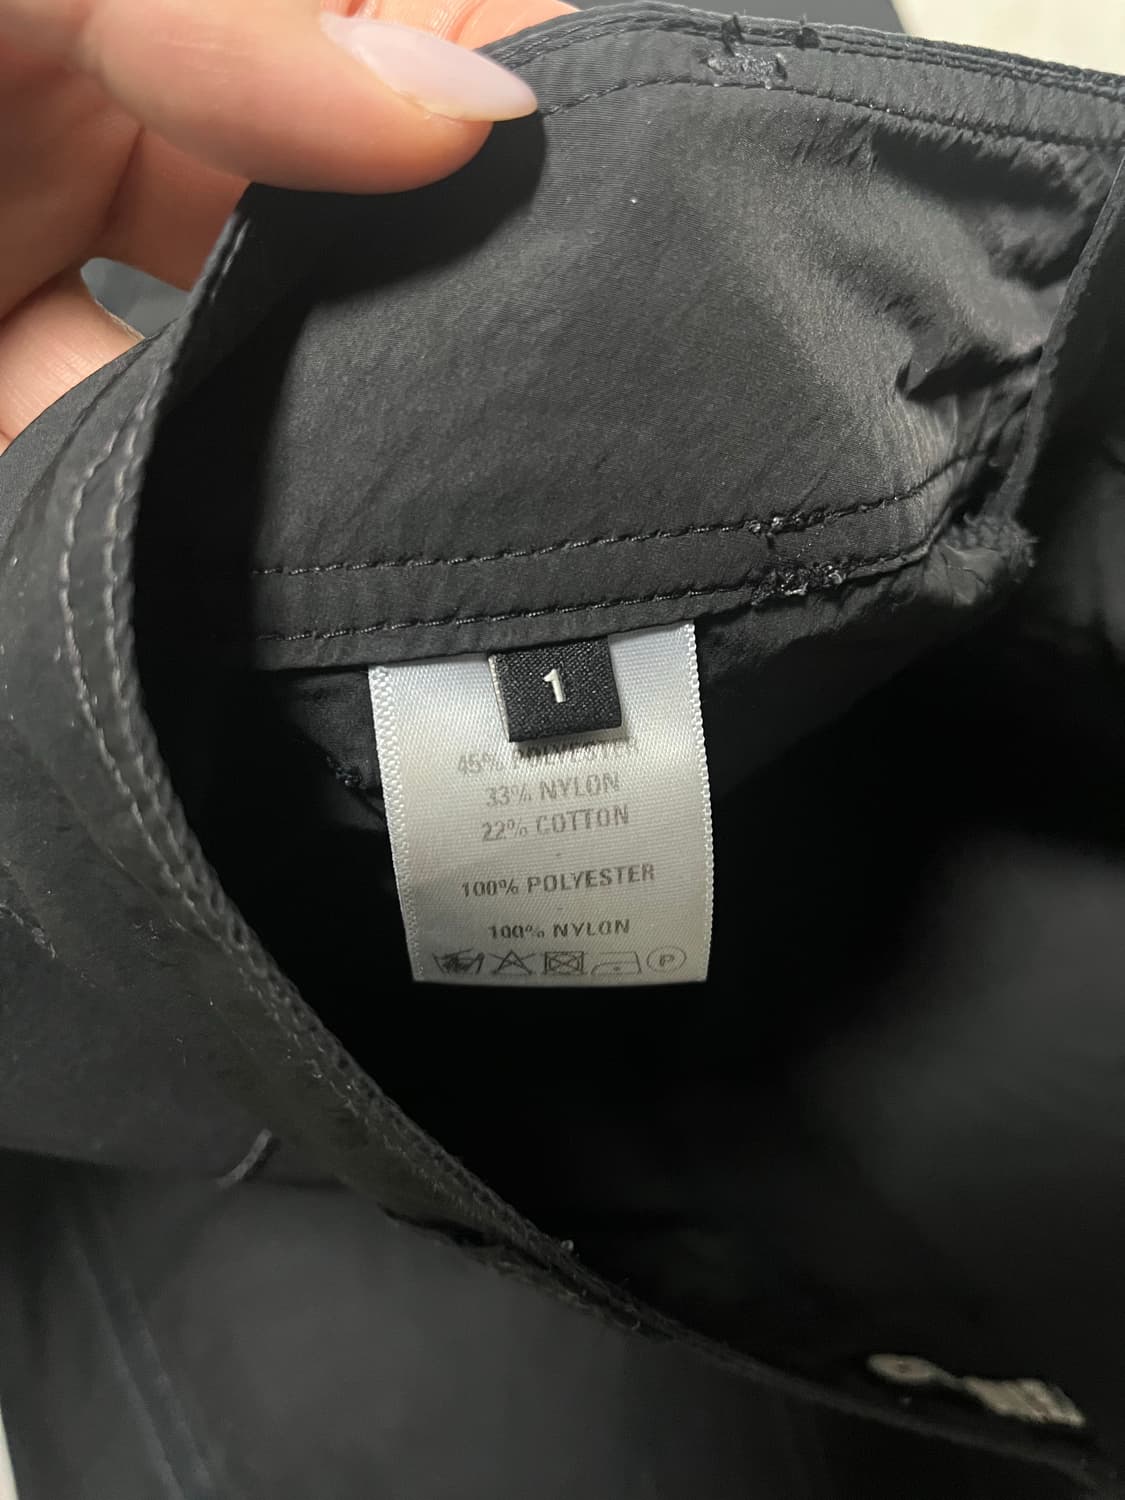 1
45% POLYESTER
33% NYLON
22% COTTON
100% POLYESTER
100% NYLON
P